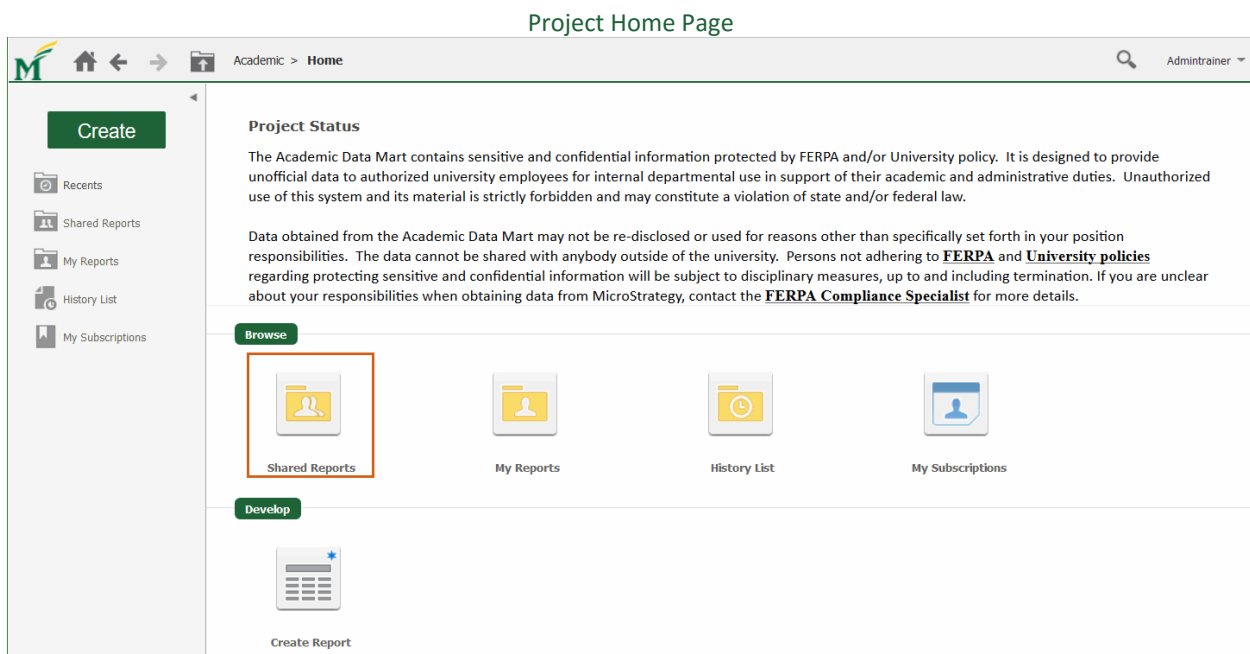 Project Home Page
M
Academic > Home
Admintrainer
Create
Recents
Shared Reports
My Reports
History List
My Subscriptions
Project Status
The Academic Data Mart contains sensitive and confidential information protected by FERPA and/or University policy. It is designed to provide
unofficial data to authorized university employees for internal departmental use in support of their academic and administrative duties. Unauthorized
use of this system and its material is strictly forbidden and may constitute a violation of state and/or federal law.
Data obtained from the Academic Data Mart may not be re-disclosed or used for reasons other than specifically set forth in your position
responsibilities. The data cannot be shared with anybody outside of the university. Persons not adhering to FERPA and University policies
regarding protecting sensitive and confidential information will be subject to disciplinary measures, up to and including termination. If you are unclear
about your responsibilities when obtaining data from MicroStrategy, contact the FERPA Compliance Specialist for more details.
Browse
Shared Reports
My Reports
History List
My Subscriptions
Develop
Create Report